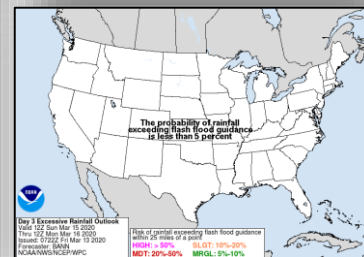 The probability of rainfall
exceeding flash flood guidance
is less than 5 percent
noaa
Day 3 Excessive Rainfall Outlook
Valid 12Z Sun Mar 15 2020
Thru 12Z Mon Mar 16 2020
Issued: 0722Z Fri Mar 13 2020
Forecaster: BANN
NOAA/NWS/NCEP/WPC
Risk of rainfall exceeding flash flood guidance
within 25 miles of a point
HIGH: > 50% SLGT: 10%-20%
MDT: 20%-50% MRGL: 5%-10%